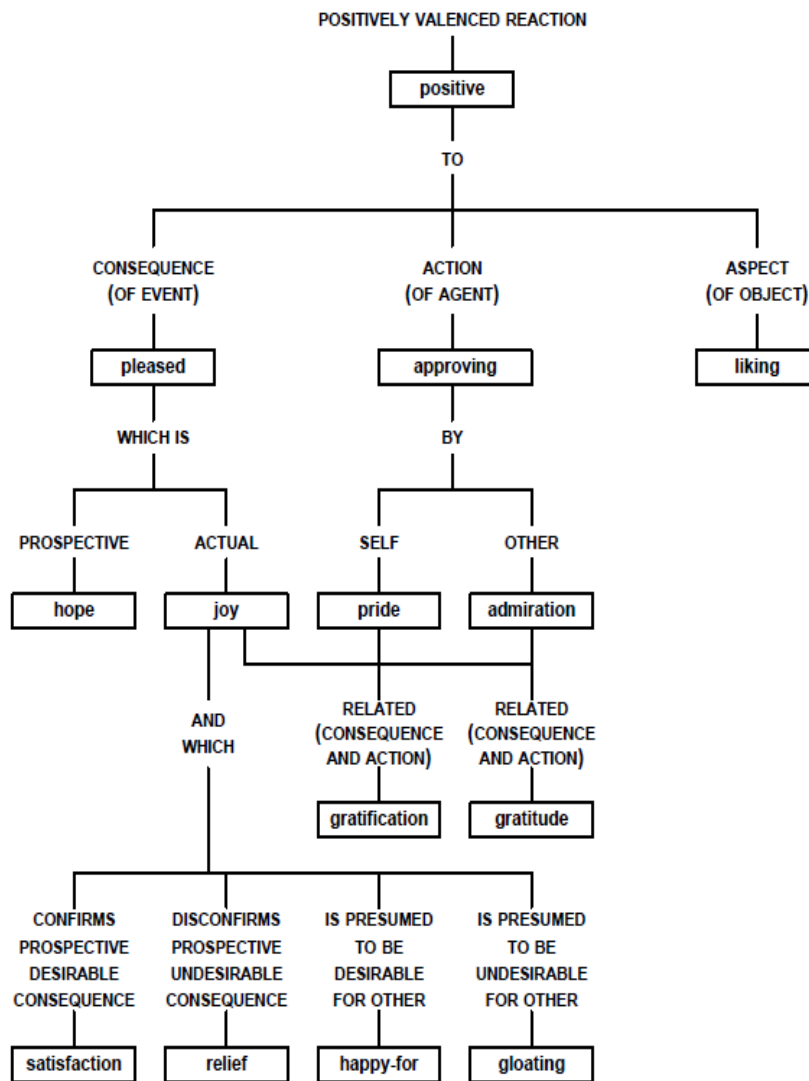 POSITIVELY VALENCED REACTION
positive
TO
CONSEQUENCE
(OF EVENT)
ACTION
(OF AGENT)
ASPECT
(OF OBJECT)
pleased
approving
liking
WHICH IS
BY
PROSPECTIVE
ACTUAL
SELF
OTHER
hope
joy
pride
admiration
AND
WHICH
RELATED
(CONSEQUENCE
AND ACTION)
RELATED
(CONSEQUENCE
AND ACTION)
gratification
gratitude
CONFIRMS
PROSPECTIVE
DESIRABLE
CONSEQUENCE
DISCONFIRMS
PROSPECTIVE
UNDESIRABLE
CONSEQUENCE
IS PRESUMED
TO BE
DESIRABLE
FOR OTHER
IS PRESUMED
TO BE
UNDESIRABLE
FOR OTHER
satisfaction
relief
happy-for
gloating